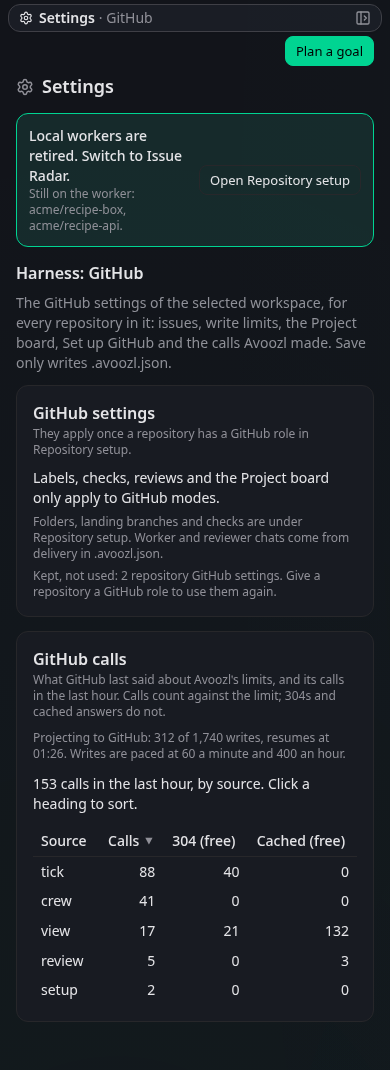 Settings · GitHub
Plan a goal
Settings
Local workers are
retired. Switch to Issue
Radar.
Still on the worker:
acme/recipe-box,
acme/recipe-api.
Open Repository setup
Harness: GitHub
The GitHub settings of the selected workspace, for
every repository in it: issues, write limits, the Project
board, Set up GitHub and the calls Avoozl made. Save
only writes .avoozl.json.
GitHub settings
They apply once a repository has a GitHub role in
Repository setup.
Labels, checks, reviews and the Project board
only apply to GitHub modes.
Folders, landing branches and checks are under
Repository setup. Worker and reviewer chats come from
delivery in .avoozl.json.
Kept, not used: 2 repository GitHub settings. Give a
repository a GitHub role to use them again.
GitHub calls
What GitHub last said about Avoozl's limits, and its calls
in the last hour. Calls count against the limit; 304s and
cached answers do not.
Projecting to GitHub: 312 of 1,740 writes, resumes at
01:26. Writes are paced at 60 a minute and 400 an hour.
153 calls in the last hour, by source. Click a
heading to sort.
Source Calls ▼ 304 (free) Cached (free)
tick 88 40 0
crew 41 0 0
view 17 21 132
review 5 0 3
setup 2 0 0